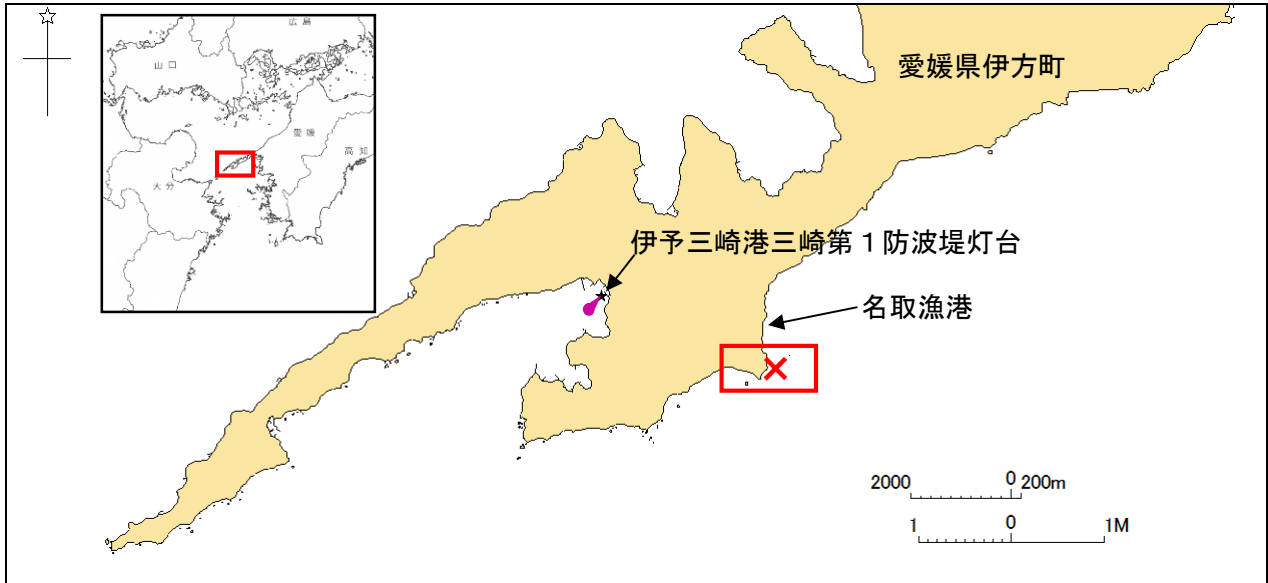 広島
山口
愛媛
高知
大分
愛媛県伊方町
伊予三崎港三崎第１防波堤灯台
名取漁港
2000 0 200m
1 0 1M